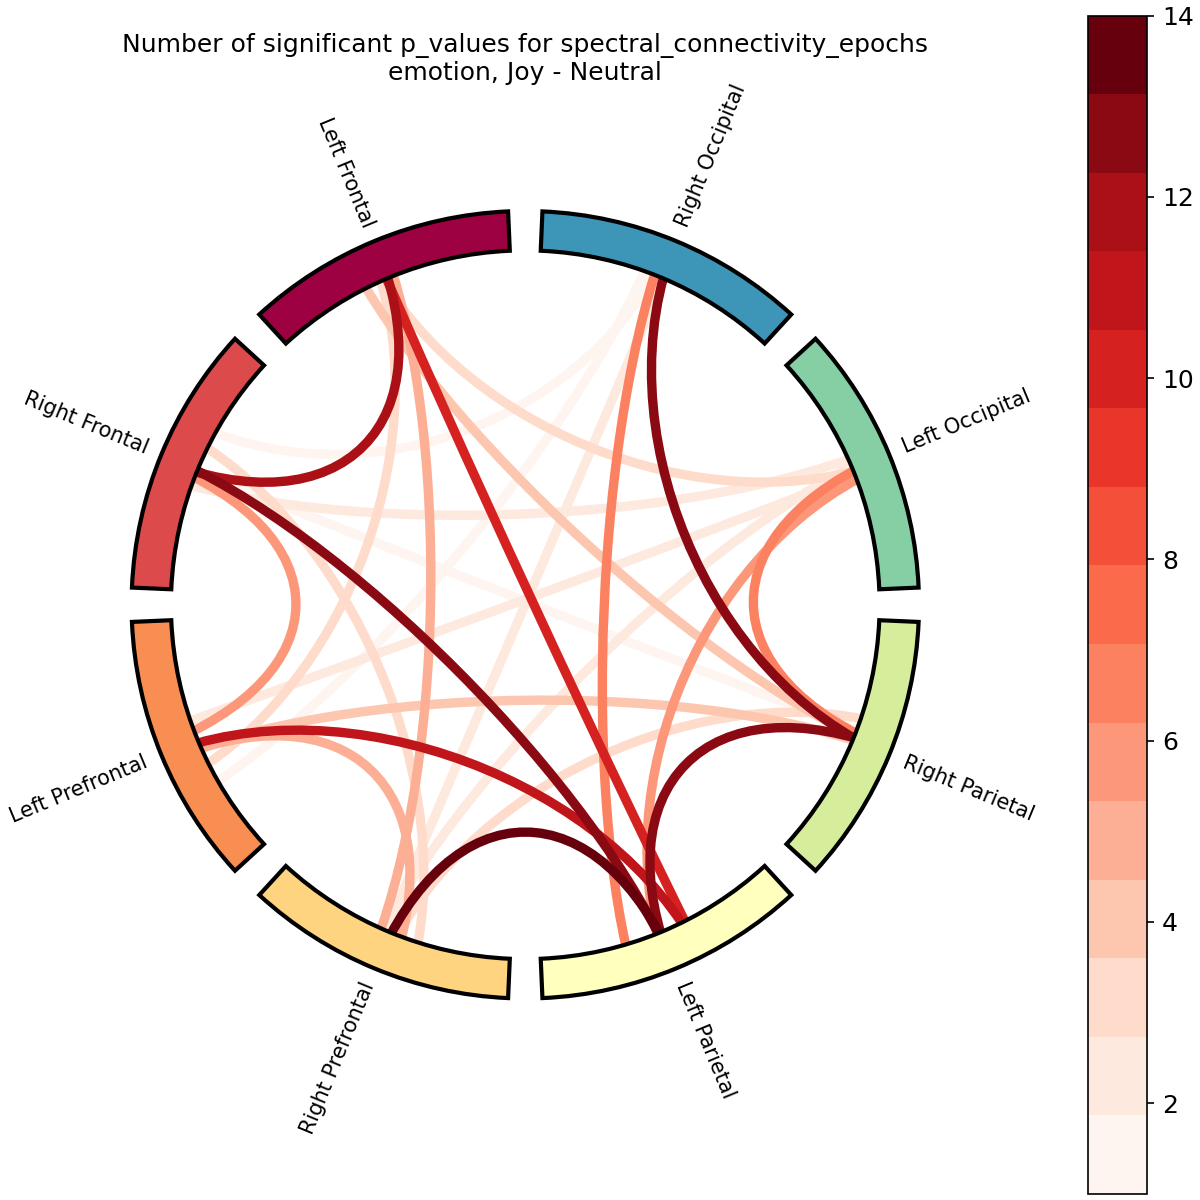 Number of significant p_values for spectral_connectivity_epochs
emotion, Joy - Neutral
Left Frontal
Right Occipital
Right Frontal
Left Occipital
Left Prefrontal
Right Parietal
Right Prefrontal
Left Parietal
14
12
10
8
6
4
2